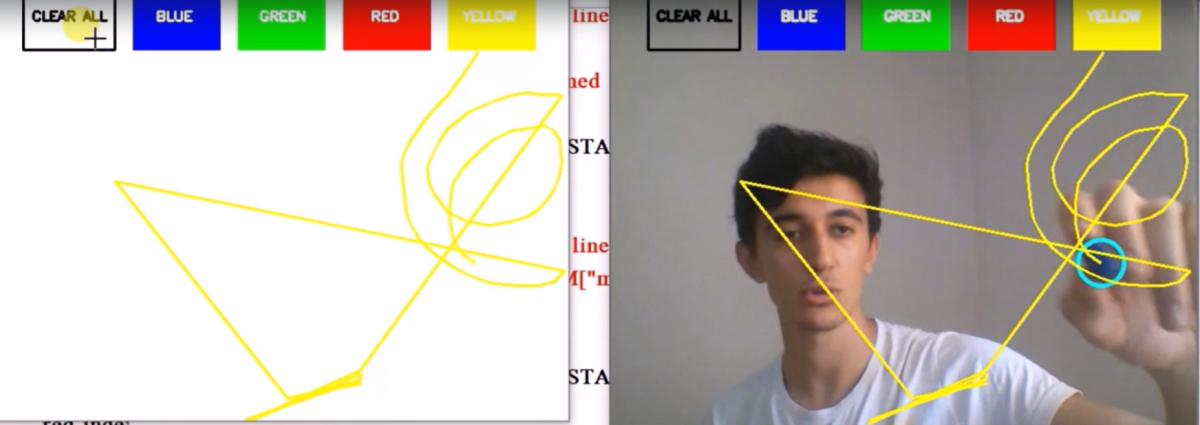 CLEAR ALL BLUE GREEN RED YELLOW
line
ned
STA
line
M["m
STA
CLEAR ALL BLUE GREEN RED YELLOW